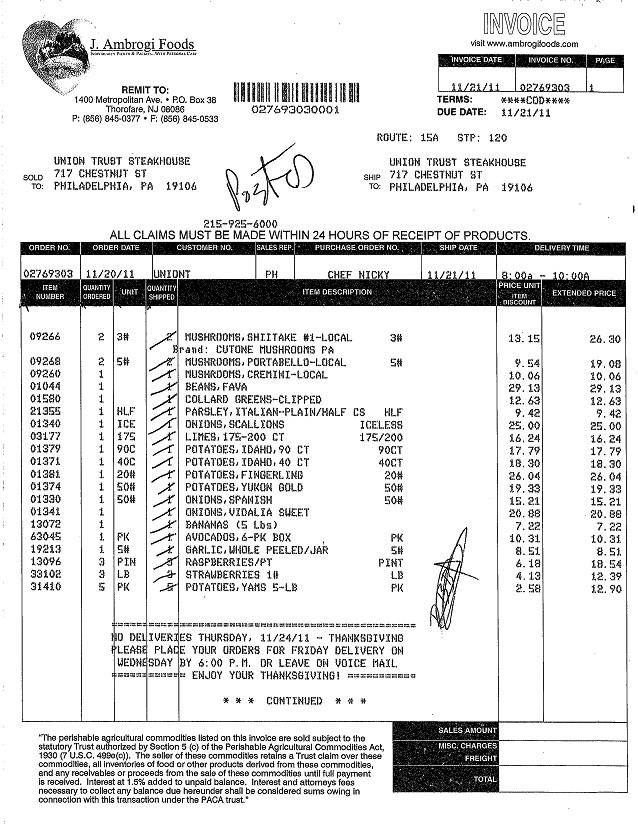 INVOICE
visit www.ambrogifoods.com
J. Ambrogi Foods
REMIT TO:
1400 Metropolitan Ave. • P.O. Box 38
Thorofare, NJ 08086
P: (856) 845-0377 • F: (856) 845-0533
027693030001
INVOICE DATE INVOICE NO. PAGE
11/21/11 02769303 1
TERMS: ****COD****
DUE DATE: 11/21/11
ROUTE: 15A STP: 120
SOLD TO: UNION TRUST STEAKHOUSE
717 CHESTNUT ST
PHILADELPHIA, PA 19106
Posted
SHIP TO: UNION TRUST STEAKHOUSE
717 CHESTNUT ST
PHILADELPHIA, PA 19106
215-925-6000
ALL CLAIMS MUST BE MADE WITHIN 24 HOURS OF RECEIPT OF PRODUCTS.
ORDER NO. ORDER DATE CUSTOMER NO. SALES REP. PURCHASE ORDER NO. SHIP DATE DELIVERY TIME
02769303 11/20/11 UNIONT PH CHEF NICKY 11/21/11 8:00a - 10:00A
ITEM NUMBER QUANTITY ORDERED UNIT QUANTITY SHIPPED ITEM DESCRIPTION PRICE UNIT ITEM DISCOUNT EXTENDED PRICE
09266 2 3# 2 MUSHROOMS,SHIITAKE #1-LOCAL 3# 13.15 26.30
Brand: CUTONE MUSHROOMS PA
09268 2 5# 2 MUSHROOMS,PORTABELLO-LOCAL 5# 9.54 19.08
09260 1 1 MUSHROOMS,CREMINI-LOCAL 10.06 10.06
01044 1 1 BEANS,FAVA 29.13 29.13
01580 1 1 COLLARD GREENS-CLIPPED 12.63 12.63
21355 1 HLF 1 PARSLEY,ITALIAN-PLAIN/HALF CS HLF 9.42 9.42
01340 1 ICE 1 ONIONS,SCALLIONS ICELESS 25.00 25.00
03177 1 175 1 LIMES,175-200 CT 175/200 16.24 16.24
01379 1 90C 1 POTATOES,IDAHO,90 CT 90CT 17.79 17.79
01371 1 40C 1 POTATOES,IDAHO,40 CT 40CT 18.30 18.30
01381 1 20# 1 POTATOES,FINGERLING 20# 26.04 26.04
01374 1 50# 1 POTATOES,YUKON GOLD 50# 19.33 19.33
01330 1 50# 1 ONIONS,SPANISH 50# 15.21 15.21
01341 1 1 ONIONS,VIDALIA SWEET 20.88 20.88
13072 1 1 BANANAS (5 Lbs) 7.22 7.22
63045 1 PK 1 AVOCADOS,6-PK BOX PK 10.31 10.31
19213 1 5# 1 GARLIC,WHOLE PEELED/JAR 5# 8.51 8.51
13096 3 PIN 3 RASPBERRIES/PT PINT 6.18 18.54
33102 3 LB 3 STRAWBERRIES 1# LB 4.13 12.39
31410 5 PK 5 POTATOES,YAMS 5-LB PK 2.58 12.90
NO DELIVERIES THURSDAY, 11/24/11 - THANKSGIVING
PLEASE PLACE YOUR ORDERS FOR FRIDAY DELIVERY ON
WEDNESDAY BY 6:00 P.M. OR LEAVE ON VOICE MAIL
=========== ENJOY YOUR THANKSGIVING! ===========
* * * CONTINUED * * *
"The perishable agricultural commodities listed on this invoice are sold subject to the
statutory Trust authorized by Section 5 (c) of the Perishable Agricultural Commodities Act,
1930 (7 U.S.C. 499e(c)). The seller of these commodities retains a Trust claim over these
commodities, all inventories of food or other products derived from these commodities,
and any receivables or proceeds from the sale of these commodities until full payment
is received. Interest at 1.5% added to unpaid balance. Interest and attorneys fees
necessary to collect any balance due hereunder shall be considered sums owing in
connection with this transaction under the PACA trust."
SALES AMOUNT
MISC. CHARGES
FREIGHT
TOTAL